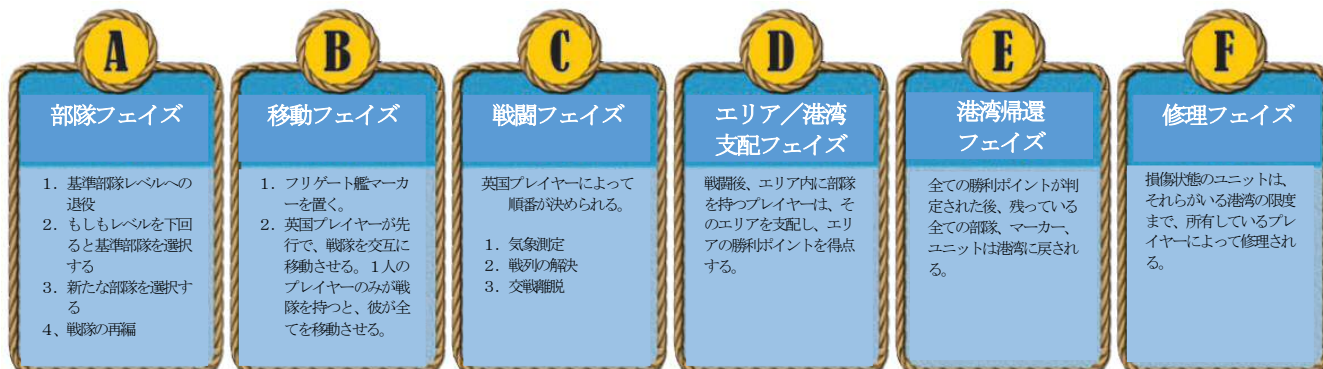 A
部隊フェイズ
1. 基準部隊レベルへの
退役
2. もしもレベルを下回
ると基準部隊を選択
する
3. 新たな部隊を選択す
る
4、戦隊の再編
B
移動フェイズ
1. フリゲート艦マーカ
ーを置く。
2. 英国プレイヤーが先
行で、戦隊を交互に
移動させる。1人の
プレイヤーのみが戦
隊を持つと、彼が全
てを移動させる。
C
戦闘フェイズ
英国プレイヤーによって
順番が決められる。
1. 気象測定
2. 戦列の解決
3. 交戦離脱
D
エリア/港湾
支配フェイズ
戦闘後、エリア内に部隊
を持つプレイヤーは、そ
のエリアを支配し、エリ
アの勝利ポイントを得点
する。
E
港湾帰還
フェイズ
全ての勝利ポイントが判
定された後、残っている
全ての部隊、マーカー、
ユニットは港湾に戻され
る。
F
修理フェイズ
損傷状態のユニットは、
それらがいる港湾の限度
まで、所有しているプレ
イヤーによって修理され
る。